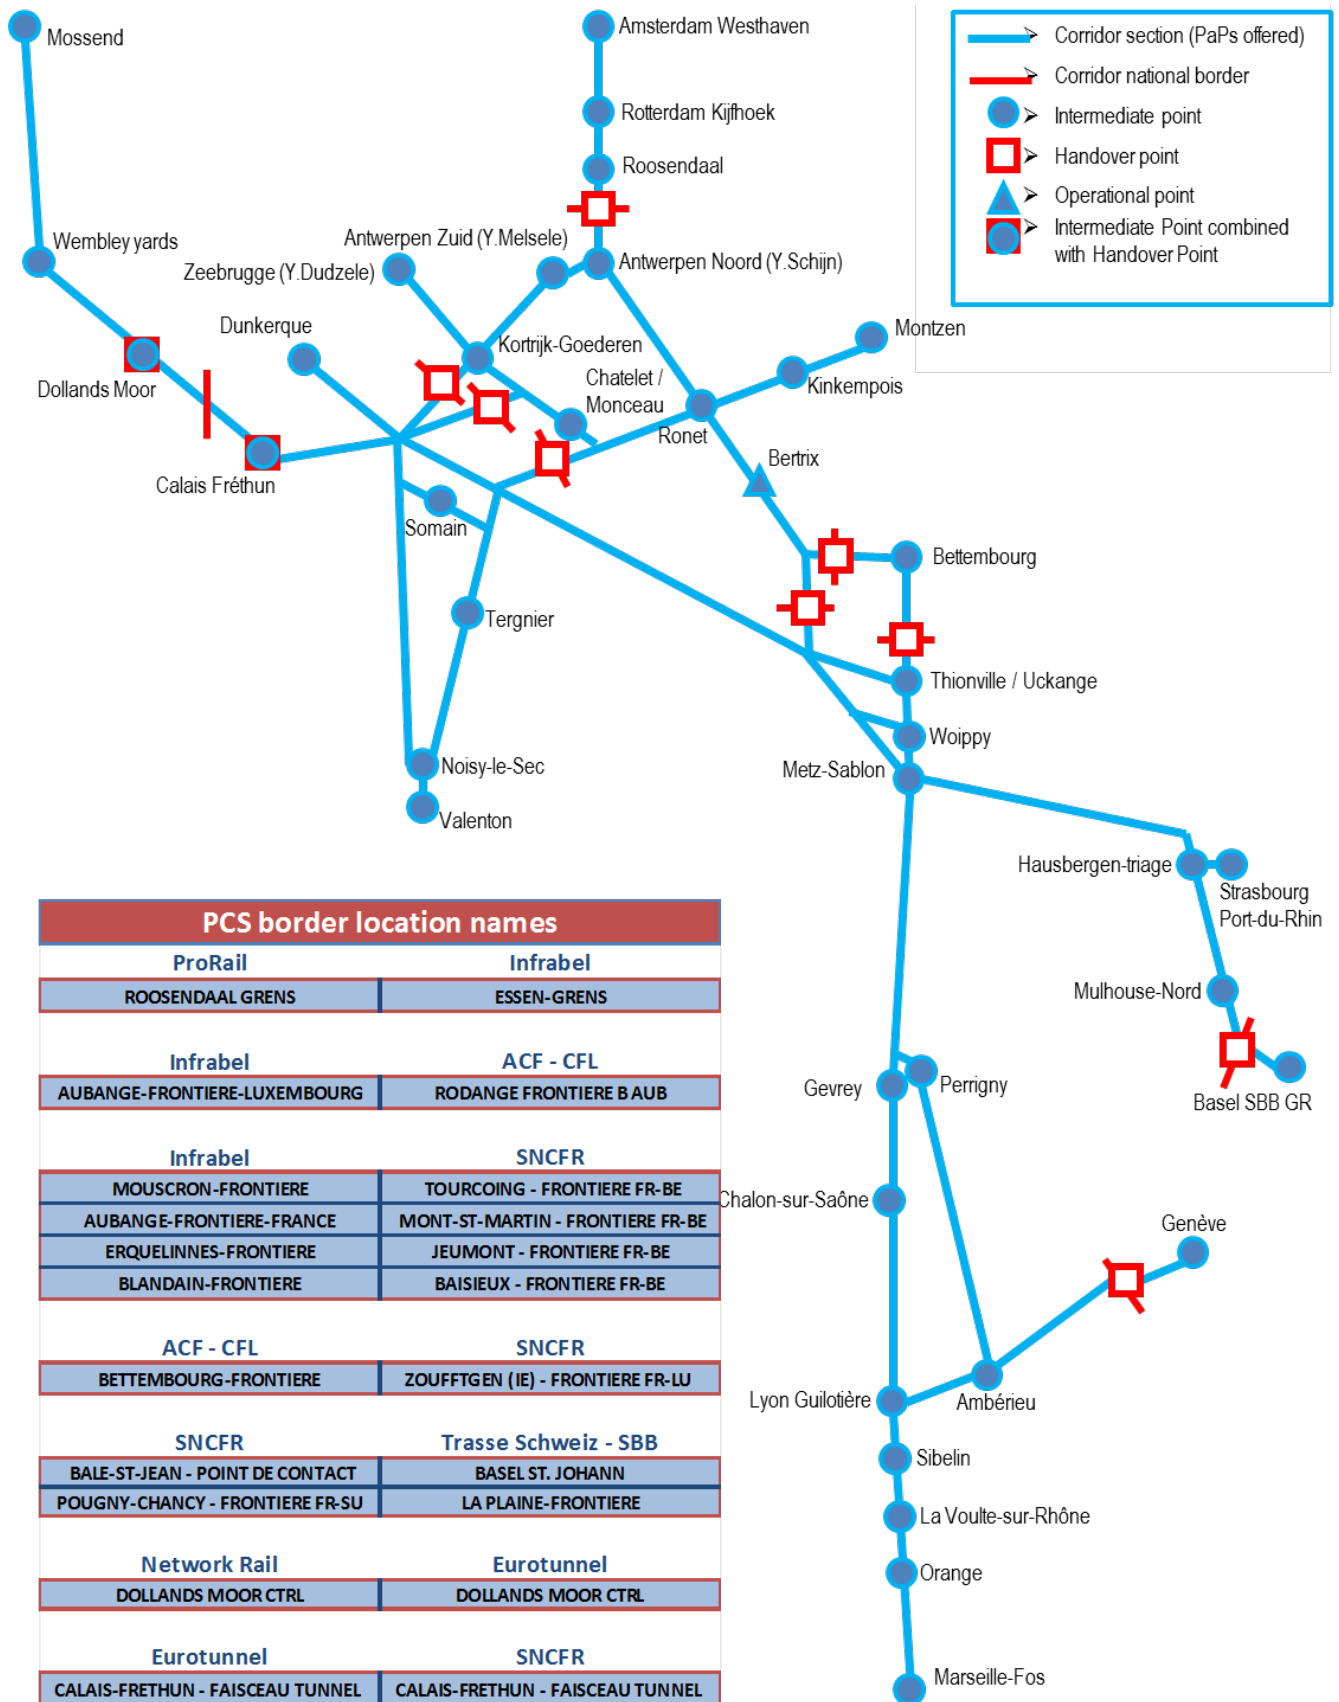 Mossend
Amsterdam Westhaven
Corridor section (PaPs offered)
Corridor national border
Intermediate point
Handover point
Operational point
Intermediate Point combined
with Handover Point
Rotterdam Kijfhoek
Roosendaal
Wembley yards
Antwerpen Zuid (Y.Melsele)
Zeebrugge (Y.Dudzele)
Antwerpen Noord (Y.Schijn)
Dunkerque
Montzen
Kortrijk-Goederen
Chatelet /
Monceau
Kinkempois
Dollands Moor
Ronet
Bertrix
Calais Fréthun
Somain
Bettembourg
Tergnier
Thionville / Uckange
Woippy
Noisy-le-Sec
Metz-Sablon
Valenton
Hausbergen-triage
Strasbourg
Port-du-Rhin
Mulhouse-Nord
Gevrey
Perrigny
Basel SBB GR
Chalon-sur-Saône
Genève
Lyon Guilotière
Ambérieu
Sibelin
La Voulte-sur-Rhône
Orange
Marseille-Fos
PCS border location names
ProRail Infrabel
ROOSENDAAL GRENS ESSEN-GRENS
Infrabel ACF - CFL
AUBANGE-FRONTIERE-LUXEMBOURG RODANGE FRONTIERE B AUB
Infrabel SNCFR
MOUSCRON-FRONTIERE TOURCOING - FRONTIERE FR-BE
AUBANGE-FRONTIERE-FRANCE MONT-ST-MARTIN - FRONTIERE FR-BE
ERQUELINNES-FRONTIERE JEUMONT - FRONTIERE FR-BE
BLANDAIN-FRONTIERE BAISIEUX - FRONTIERE FR-BE
ACF - CFL SNCFR
BETTEMBOURG-FRONTIERE ZOUFFTGEN (IE) - FRONTIERE FR-LU
SNCFR Trasse Schweiz - SBB
BALE-ST-JEAN - POINT DE CONTACT BASEL ST. JOHANN
POUGNY-CHANCY - FRONTIERE FR-SU LA PLAINE-FRONTIERE
Network Rail Eurotunnel
DOLLANDS MOOR CTRL DOLLANDS MOOR CTRL
Eurotunnel SNCFR
CALAIS-FRETHUN - FAISCEAU TUNNEL CALAIS-FRETHUN - FAISCEAU TUNNEL